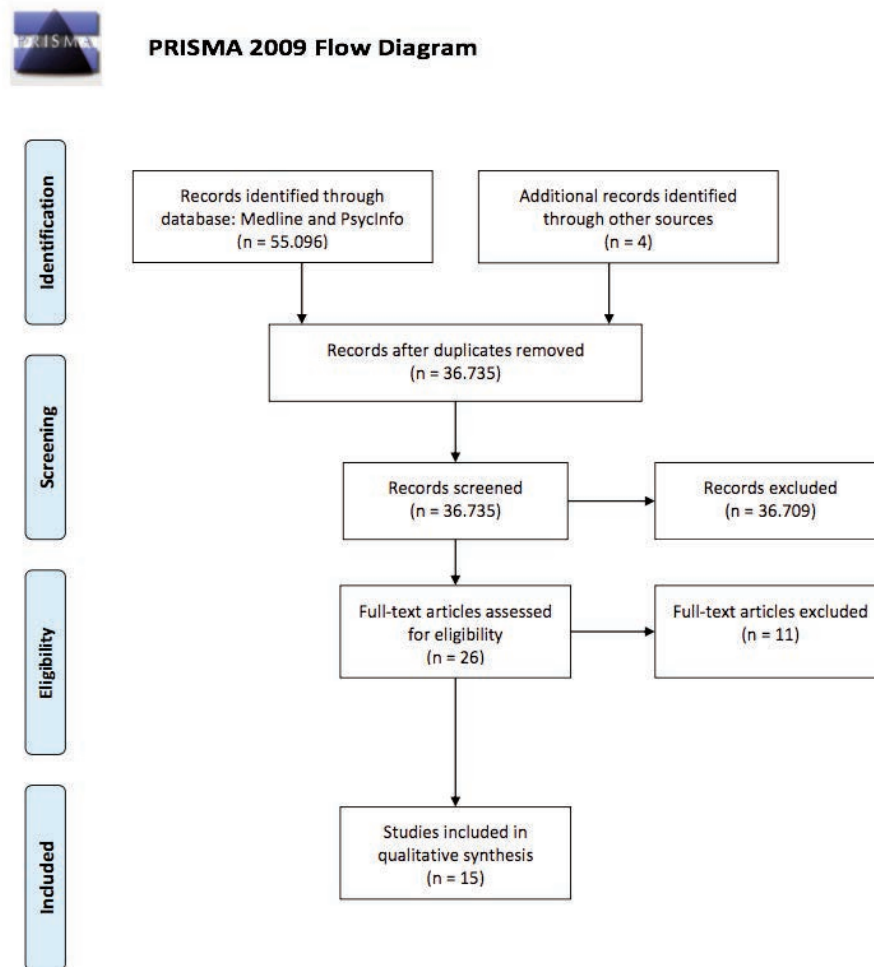 PRISMA
PRISMA 2009 Flow Diagram
Identification
Records identified through
database: Medline and PsycInfo
(n = 55.096)
Additional records identified
through other sources
(n = 4)
Records after duplicates removed
(n = 36.735)
Screening
Records screened
(n = 36.735)
Records excluded
(n = 36.709)
Eligibility
Full-text articles assessed
for eligibility
(n = 26)
Full-text articles excluded
(n = 11)
Included
Studies included in
qualitative synthesis
(n = 15)